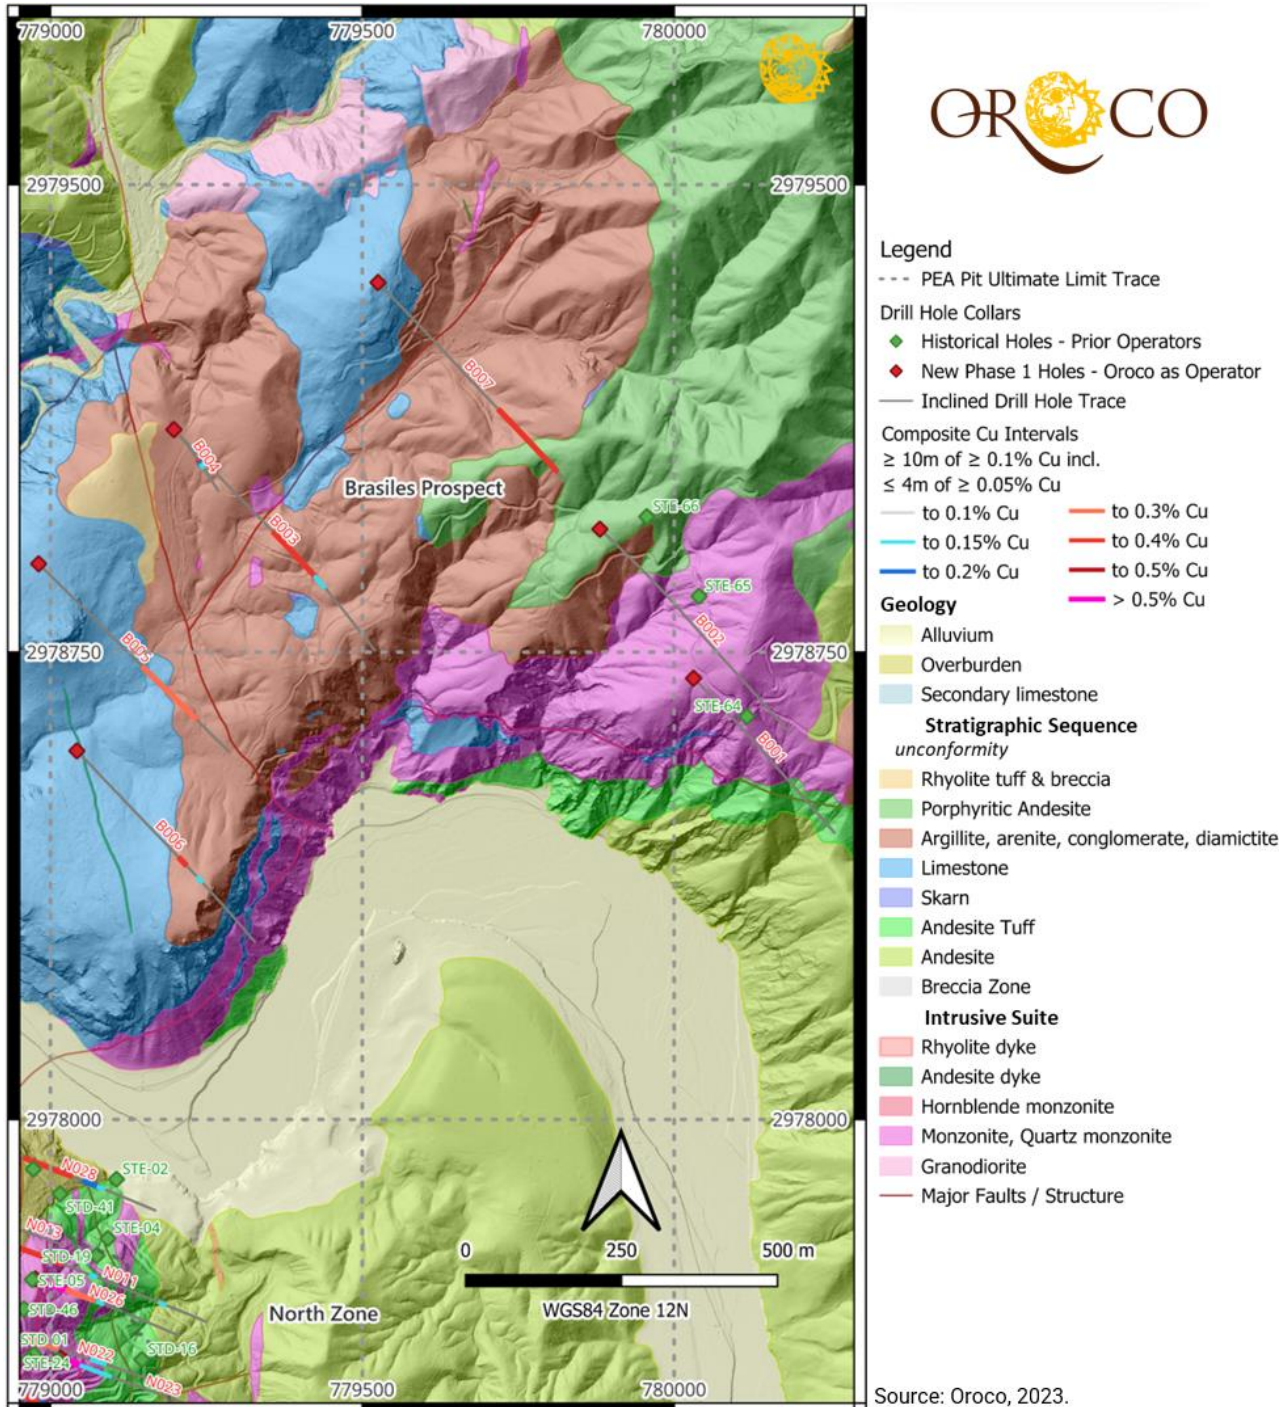 779000
779500
780000
2979500
2979500
B007
B004
Brasiles Prospect
STE-66
B003
STE-65
B002
B005
2978750
2978750
STE-64
B001
B006
2978000
2978000
N028
STE-02
STD-41
N013
STE-04
STD-19
N011
STE-05
N026
STD-46
STD 01
N022
STD-16
STE-24
N023
North Zone
0
250
500 m
WGS84 Zone 12N
779000
779500
780000
OROCO
Legend
PEA Pit Ultimate Limit Trace
Drill Hole Collars
Historical Holes - Prior Operators
New Phase 1 Holes - Oroco as Operator
Inclined Drill Hole Trace
Composite Cu Intervals
≥ 10m of ≥ 0.1% Cu incl.
≤ 4m of ≥ 0.05% Cu
to 0.1% Cu
to 0.3% Cu
to 0.15% Cu
to 0.4% Cu
to 0.2% Cu
to 0.5% Cu
> 0.5% Cu
Geology
Alluvium
Overburden
Secondary limestone
Stratigraphic Sequence
unconformity
Rhyolite tuff & breccia
Porphyritic Andesite
Argillite, arenite, conglomerate, diamictite
Limestone
Skarn
Andesite Tuff
Andesite
Breccia Zone
Intrusive Suite
Rhyolite dyke
Andesite dyke
Hornblende monzonite
Monzonite, Quartz monzonite
Granodiorite
Major Faults / Structure
Source: Oroco, 2023.